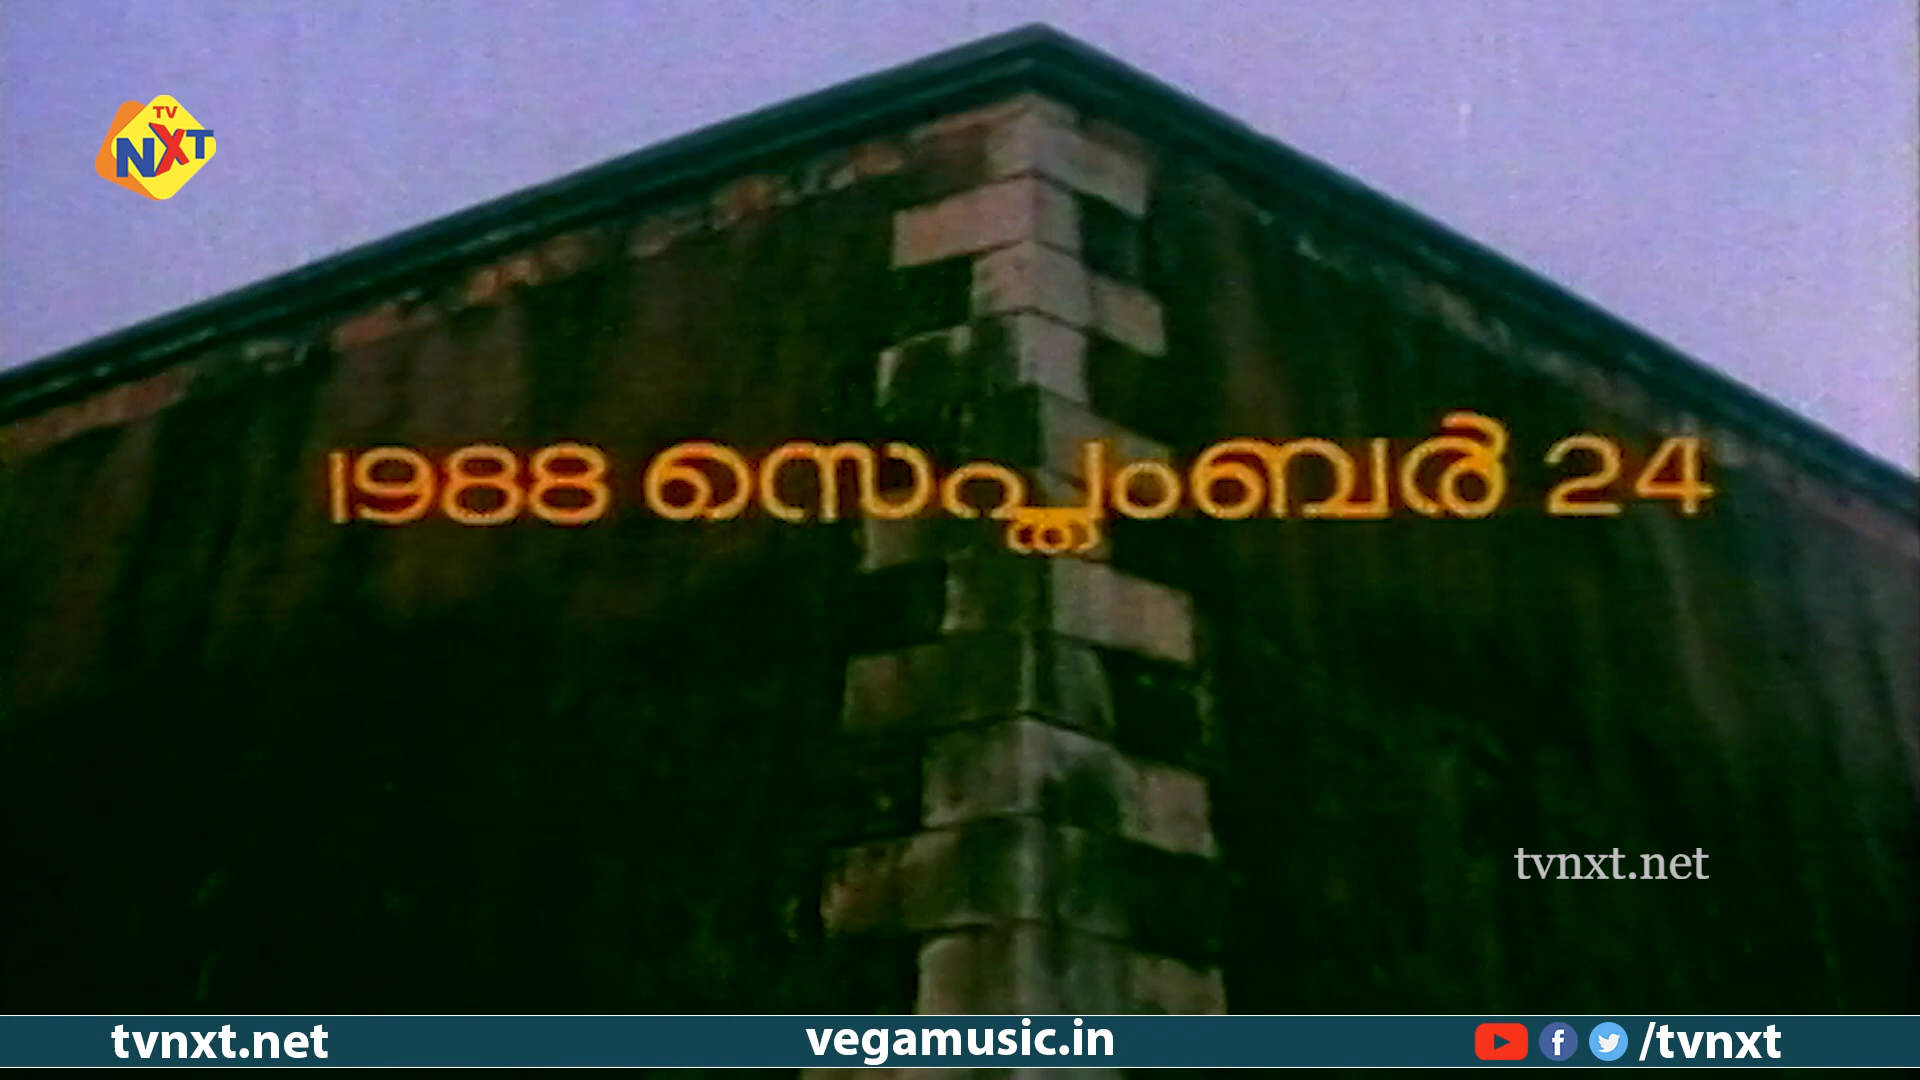 TV
NXT
1988 സെപ്തംബർ 24
tvnxt.net
tvnxt.net vegamusic.in /tvnxt